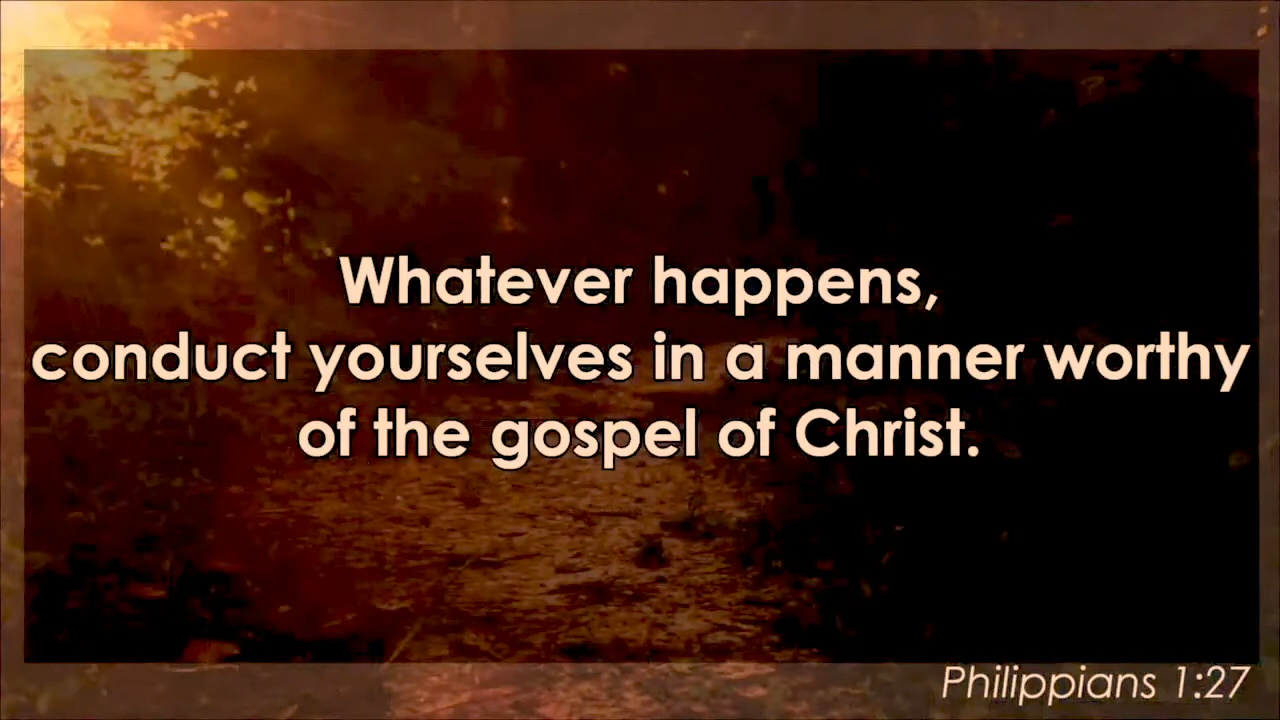 Whatever happens,
conduct yourselves in a manner worthy
of the gospel of Christ.
Philippians 1:27